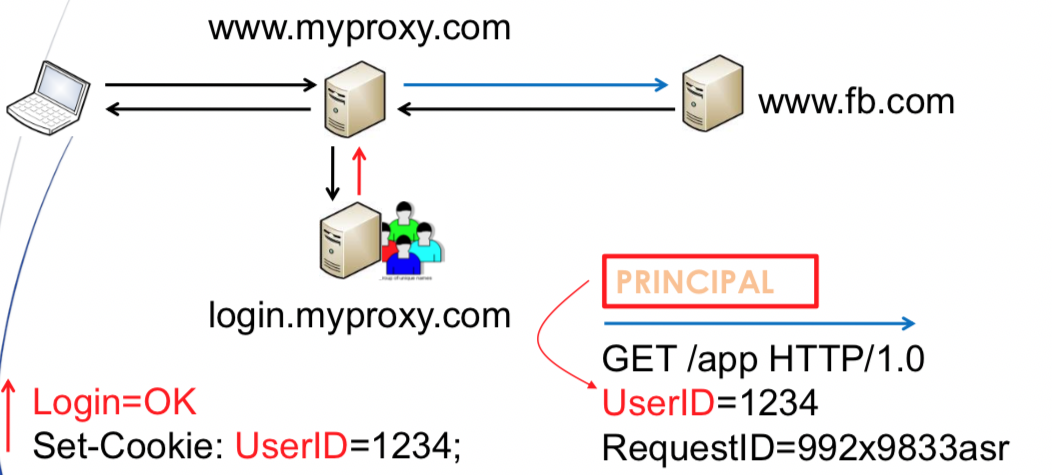 www.myproxy.com
www.fb.com
login.myproxy.com
PRINCIPAL
GET /app HTTP/1.0
UserID=1234
RequestID=992x9833asr
Login=OK
Set-Cookie: UserID=1234;